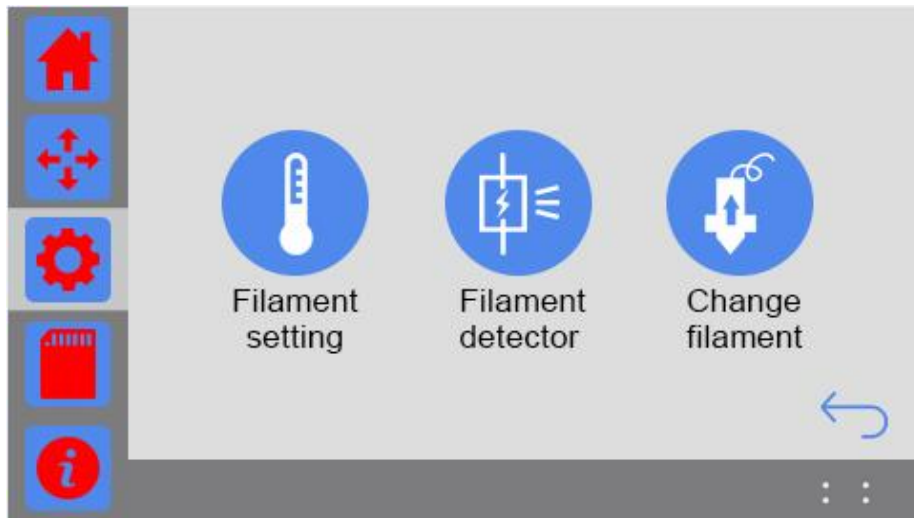 Filament
setting
Filament
detector
Change
filament
i
: :